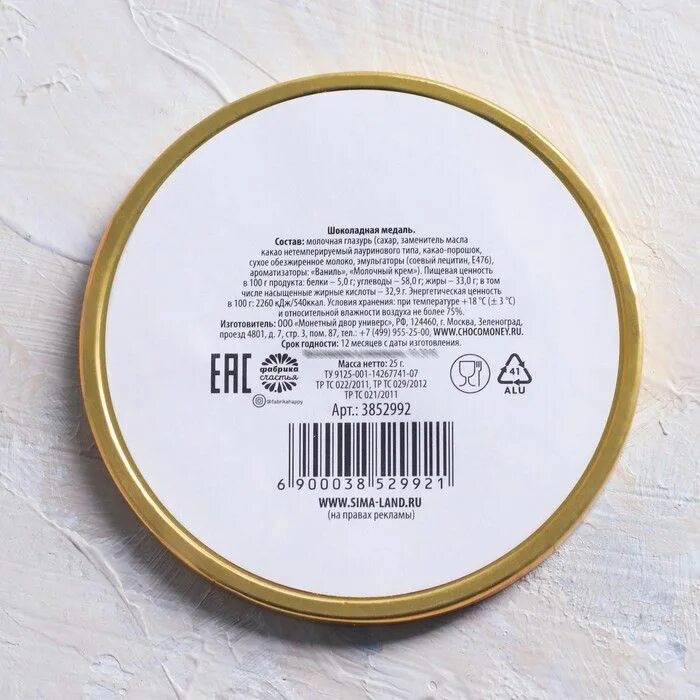 Шоколадная медаль.
Состав: молочная глазурь (сахар, заменитель масла
какао нетемперируемый лауринового типа, какао-порошок,
сухое обезжиренное молоко, эмульгаторы (соевый лецитин, Е476),
ароматизаторы: «Ваниль», «Молочный крем»). Пищевая ценность
в 100 г продукта: белки – 5,0 г; углеводы – 58,0 г; жиры – 33,0 г; в том
числе насыщенные жирные кислоты – 32,9 г. Энергетическая ценность
в 100 г: 2260 кДж/540ккал. Условия хранения: при температуре +18 °С (± 3 °С)
и относительной влажности воздуха не более 75%.
Изготовитель: ООО «Монетный двор универс», РФ, 124460, г. Москва, Зеленоград,
проезд 4801, д. 7, стр. 3, пом. 87, тел.: +7 (499) 955-25-00, WWW.CHOCOMONEY.RU.
Срок годности: 12 месяцев с даты изготовления.
Масса нетто: 25 г.
ТУ 9125-001-14267741-07
ТР ТС 022/2011, ТР ТС 029/2012
ТР ТС 021/2011
EAC
фабрика
счастья
@fabrikahappy
41
ALU
Арт.: 3852992
6 900038 529921
WWW.SIMA-LAND.RU
(на правах рекламы)